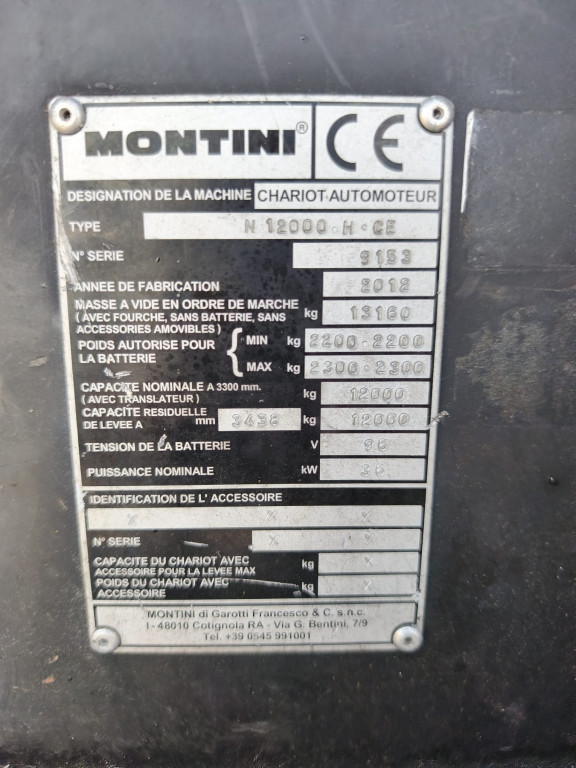 MONTINI ® CE
DESIGNATION DE LA MACHINE CHARIOT AUTOMOTEUR
TYPE N 12000 · H · CE
N° SERIE 9153
ANNEE DE FABRICATION 2012
MASSE A VIDE EN ORDRE DE MARCHE
(AVEC FOURCHE, SANS BATTERIE, SANS
ACCESSORIES AMOVIBLES) kg 13160
POIDS AUTORISE POUR
LA BATTERIE { MIN kg 2200-2200
MAX kg 2300-2300
CAPACITE NOMINALE A 3300 mm.
(AVEC TRANSLATEUR) kg 12000
CAPACITE RESIDUELLE
DE LEVEE A mm 3438 kg 12000
TENSION DE LA BATTERIE V 96
PUISSANCE NOMINALE kW 36
IDENTIFICATION DE L' ACCESSOIRE
X X X
N° SERIE X X X
CAPACITE DU CHARIOT AVEC
ACCESSOIRE POUR LA LEVEE MAX kg X
POIDS DU CHARIOT AVEC
ACCESSOIRE kg X
MONTINI di Garotti Francesco & C. s.n.c.
I - 48010 Cotignola RA - Via G. Bentini, 7/9
Tel. +39 0545 991001